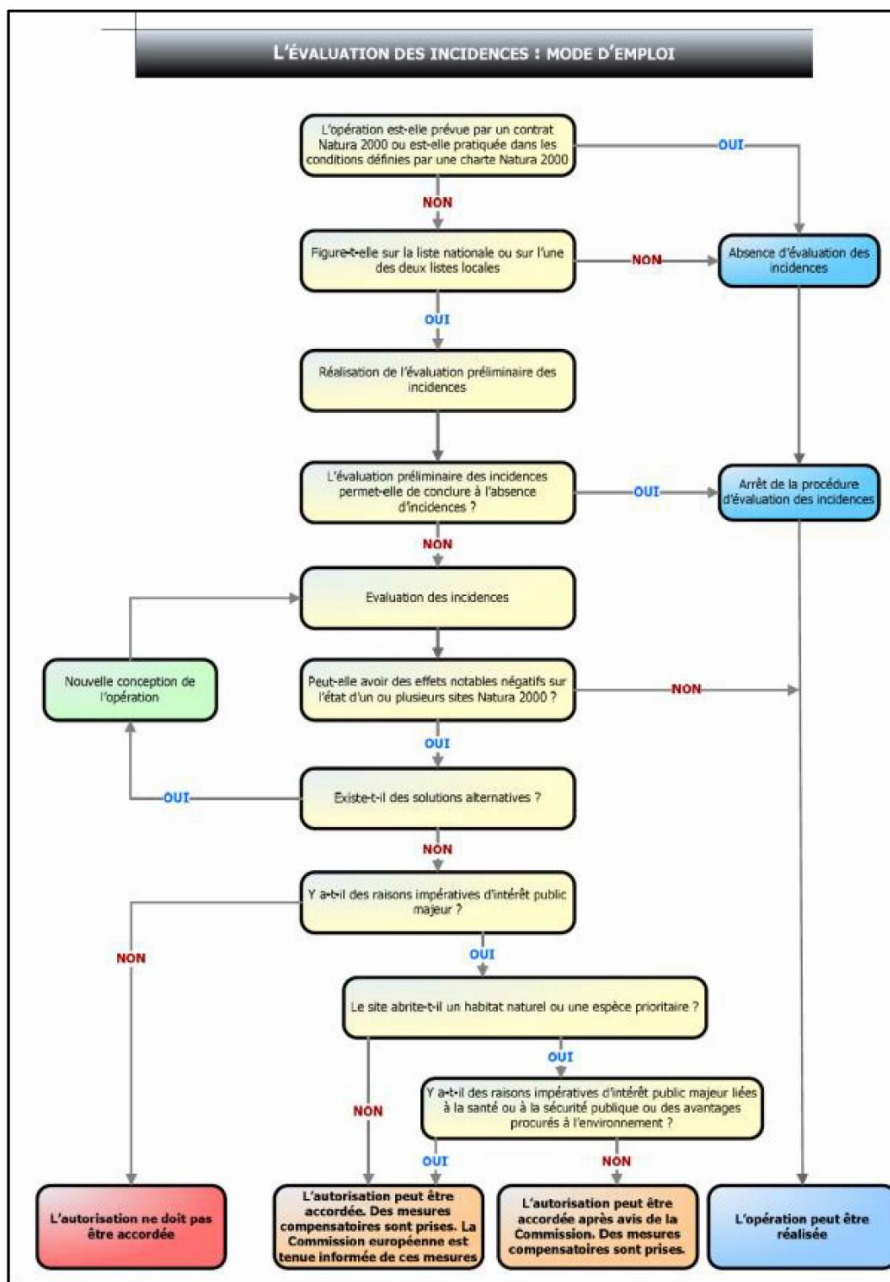 L'ÉVALUATION DES INCIDENCES : MODE D'EMPLOI
L'opération est-elle prévue par un contrat
Natura 2000 ou est-elle pratiquée dans les
conditions définies par une charte Natura 2000
OUI
NON
Figure-t-elle sur la liste nationale ou sur l'une
des deux listes locales
NON
Absence d'évaluation des
incidences
OUI
Réalisation de l'évaluation préliminaire des
incidences
L'évaluation préliminaire des incidences
permet-elle de conclure à l'absence
d'incidences ?
OUI
Arrêt de la procédure
d'évaluation des incidences
NON
Evaluation des incidences
Nouvelle conception de
l'opération
Peut-elle avoir des effets notables négatifs sur
l'état d'un ou plusieurs sites Natura 2000 ?
NON
OUI
OUI
Existe-t-il des solutions alternatives ?
NON
Y a-t-il des raisons impératives d'intérêt public
majeur ?
NON
OUI
Le site abrite-t-il un habitat naturel ou une espèce prioritaire ?
OUI
NON
Y a-t-il des raisons impératives d'intérêt public majeur liées
à la santé ou à la sécurité publique ou des avantages
procurés à l'environnement ?
OUI
NON
L'autorisation ne doit pas
être accordée
L'autorisation peut être
accordée. Des mesures
compensatoires sont prises. La
Commission européenne est
tenue informée de ces mesures
L'autorisation peut être
accordée après avis de la
Commission. Des mesures
compensatoires sont prises.
L'opération peut être
réalisée